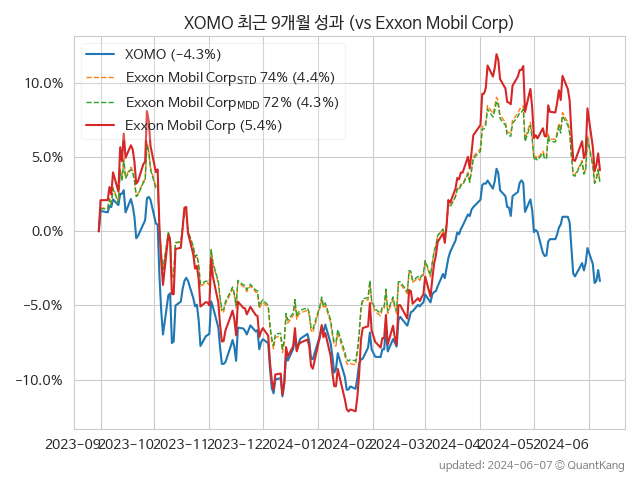 XOMO 최근 9개월 성과 (vs Exxon Mobil Corp)
XOMO (−4.3%)
Exxon Mobil CorpSTD 74% (4.4%)
Exxon Mobil CorpMDD 72% (4.3%)
Exxon Mobil Corp (5.4%)
10.0%
5.0%
0.0%
−5.0%
−10.0%
2023-09 2023-10 2023-11 2023-12 2024-01 2024-02 2024-03 2024-04 2024-05 2024-06
updated: 2024-06-07 © QuantKang